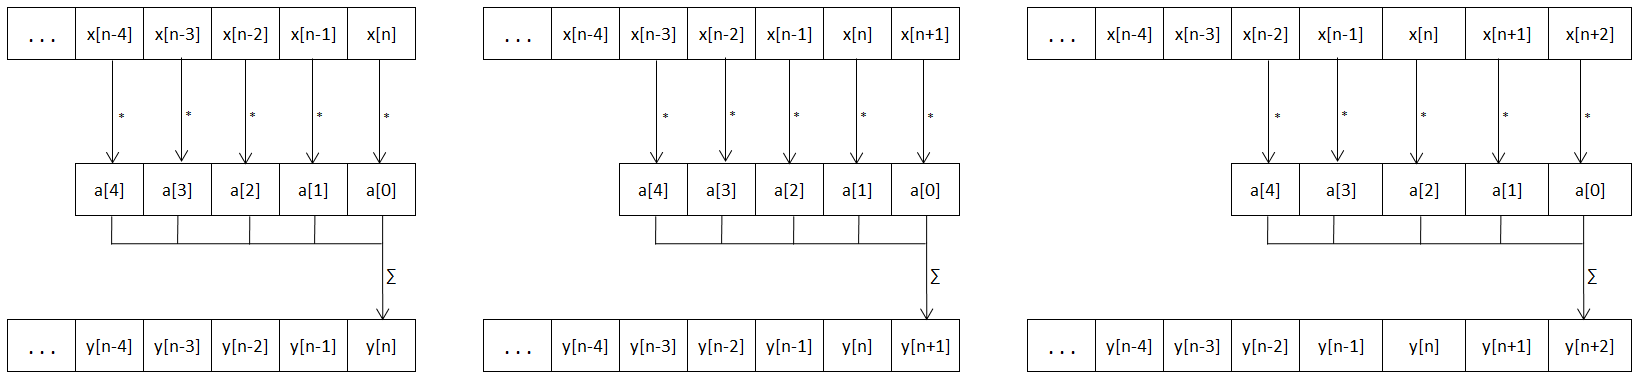 ... x[n-4] x[n-3] x[n-2] x[n-1] x[n]
* * * * *
a[4] a[3] a[2] a[1] a[0]
∑
... y[n-4] y[n-3] y[n-2] y[n-1] y[n]
... x[n-4] x[n-3] x[n-2] x[n-1] x[n] x[n+1]
* * * * *
a[4] a[3] a[2] a[1] a[0]
∑
... y[n-4] y[n-3] y[n-2] y[n-1] y[n] y[n+1]
... x[n-4] x[n-3] x[n-2] x[n-1] x[n] x[n+1] x[n+2]
* * * * *
a[4] a[3] a[2] a[1] a[0]
∑
... y[n-4] y[n-3] y[n-2] y[n-1] y[n] y[n+1] y[n+2]